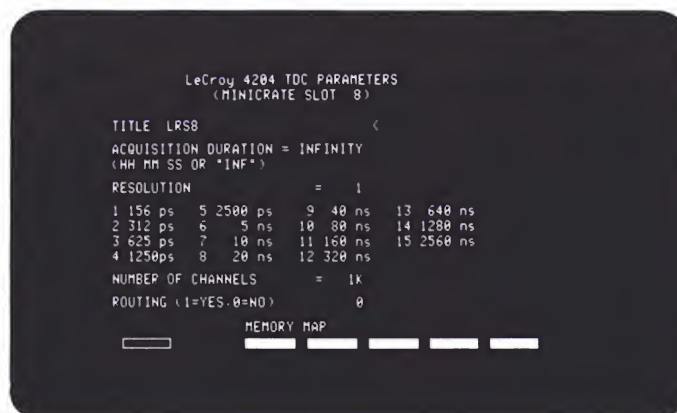 LeCroy 4204 TDC PARAMETERS
(MINICRATE SLOT 8)
TITLE LRS8 <
ACQUISITION DURATION = INFINITY
(HH MM SS OR "INF")
RESOLUTION = 1
1 156 ps 5 2500 ps 9 40 ns 13 640 ns
2 312 ps 6 5 ns 10 80 ns 14 1280 ns
3 625 ps 7 10 ns 11 160 ns 15 2560 ns
4 1250ps 8 20 ns 12 320 ns
NUMBER OF CHANNELS = 1K
ROUTING (1=YES.0=NO) 0
MEMORY MAP